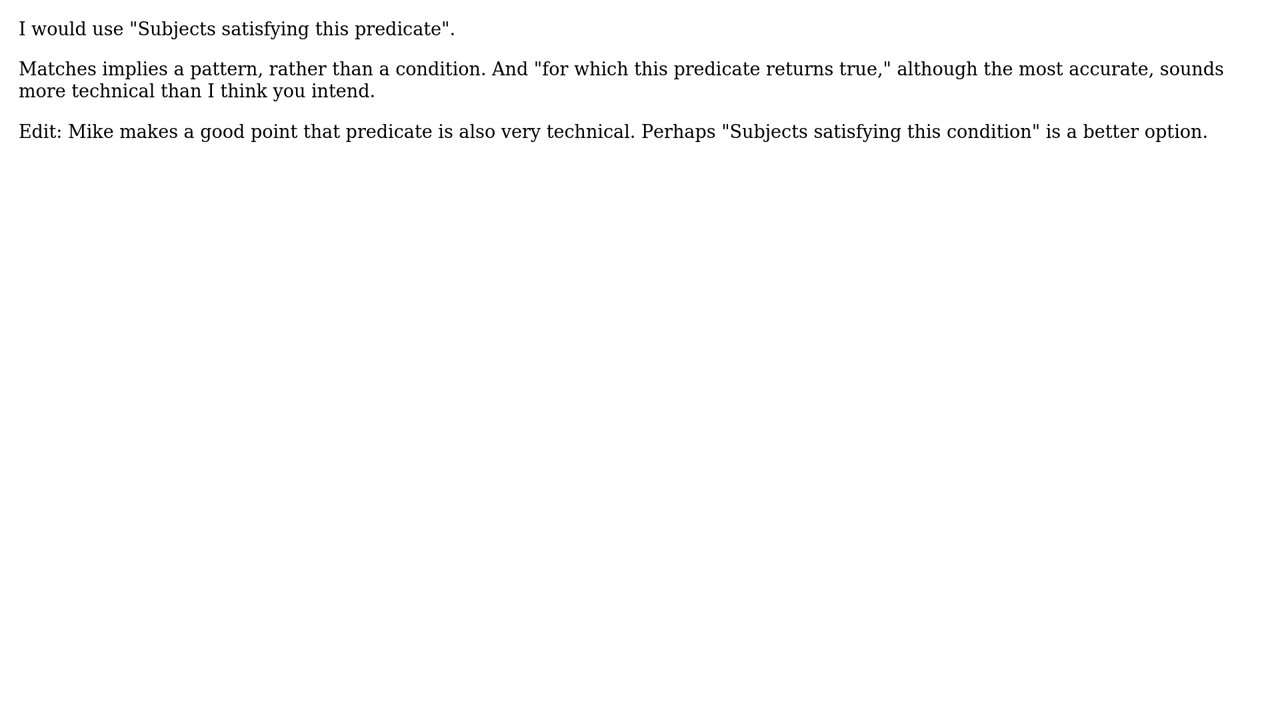 I would use "Subjects satisfying this predicate".
Matches implies a pattern, rather than a condition. And "for which this predicate returns true," although the most accurate, sounds
more technical than I think you intend.
Edit: Mike makes a good point that predicate is also very technical. Perhaps "Subjects satisfying this condition" is a better option.